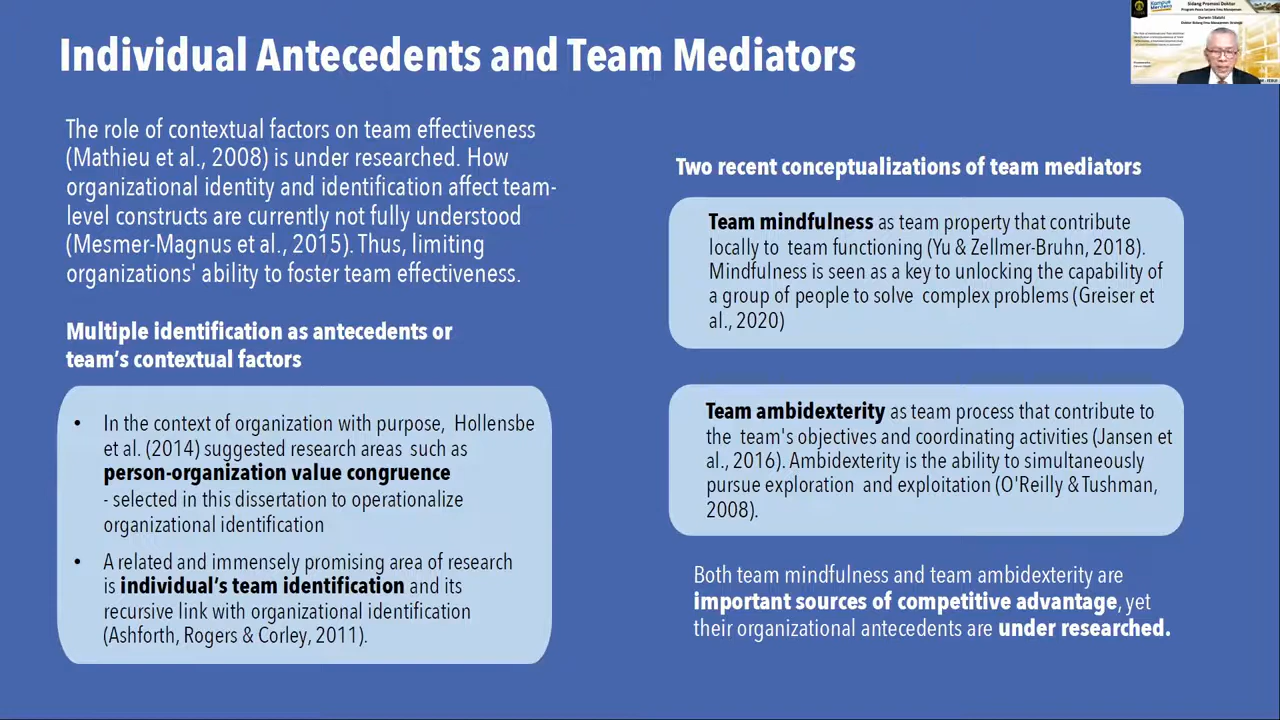 Individual Antecedents and Team Mediators
The role of contextual factors on team effectiveness
(Mathieu et al., 2008) is under researched. How
organizational identity and identification affect team-
level constructs are currently not fully understood
(Mesmer-Magnus et al., 2015). Thus, limiting
organizations' ability to foster team effectiveness.
Multiple identification as antecedents or
team's contextual factors
• In the context of organization with purpose, Hollensbe
et al. (2014) suggested research areas such as
person-organization value congruence
- selected in this dissertation to operationalize
organizational identification
• A related and immensely promising area of research
is individual's team identification and its
recursive link with organizational identification
(Ashforth, Rogers & Corley, 2011).
Two recent conceptualizations of team mediators
Team mindfulness as team property that contribute
locally to team functioning (Yu & Zellmer-Bruhn, 2018).
Mindfulness is seen as a key to unlocking the capability of
a group of people to solve complex problems (Greiser et
al., 2020)
Team ambidexterity as team process that contribute to
the team's objectives and coordinating activities (Jansen et
al., 2016). Ambidexterity is the ability to simultaneously
pursue exploration and exploitation (O'Reilly & Tushman,
2008).
Both team mindfulness and team ambidexterity are
important sources of competitive advantage, yet
their organizational antecedents are under researched.
Kampus
Merdeka
Sidang Promosi Doktor